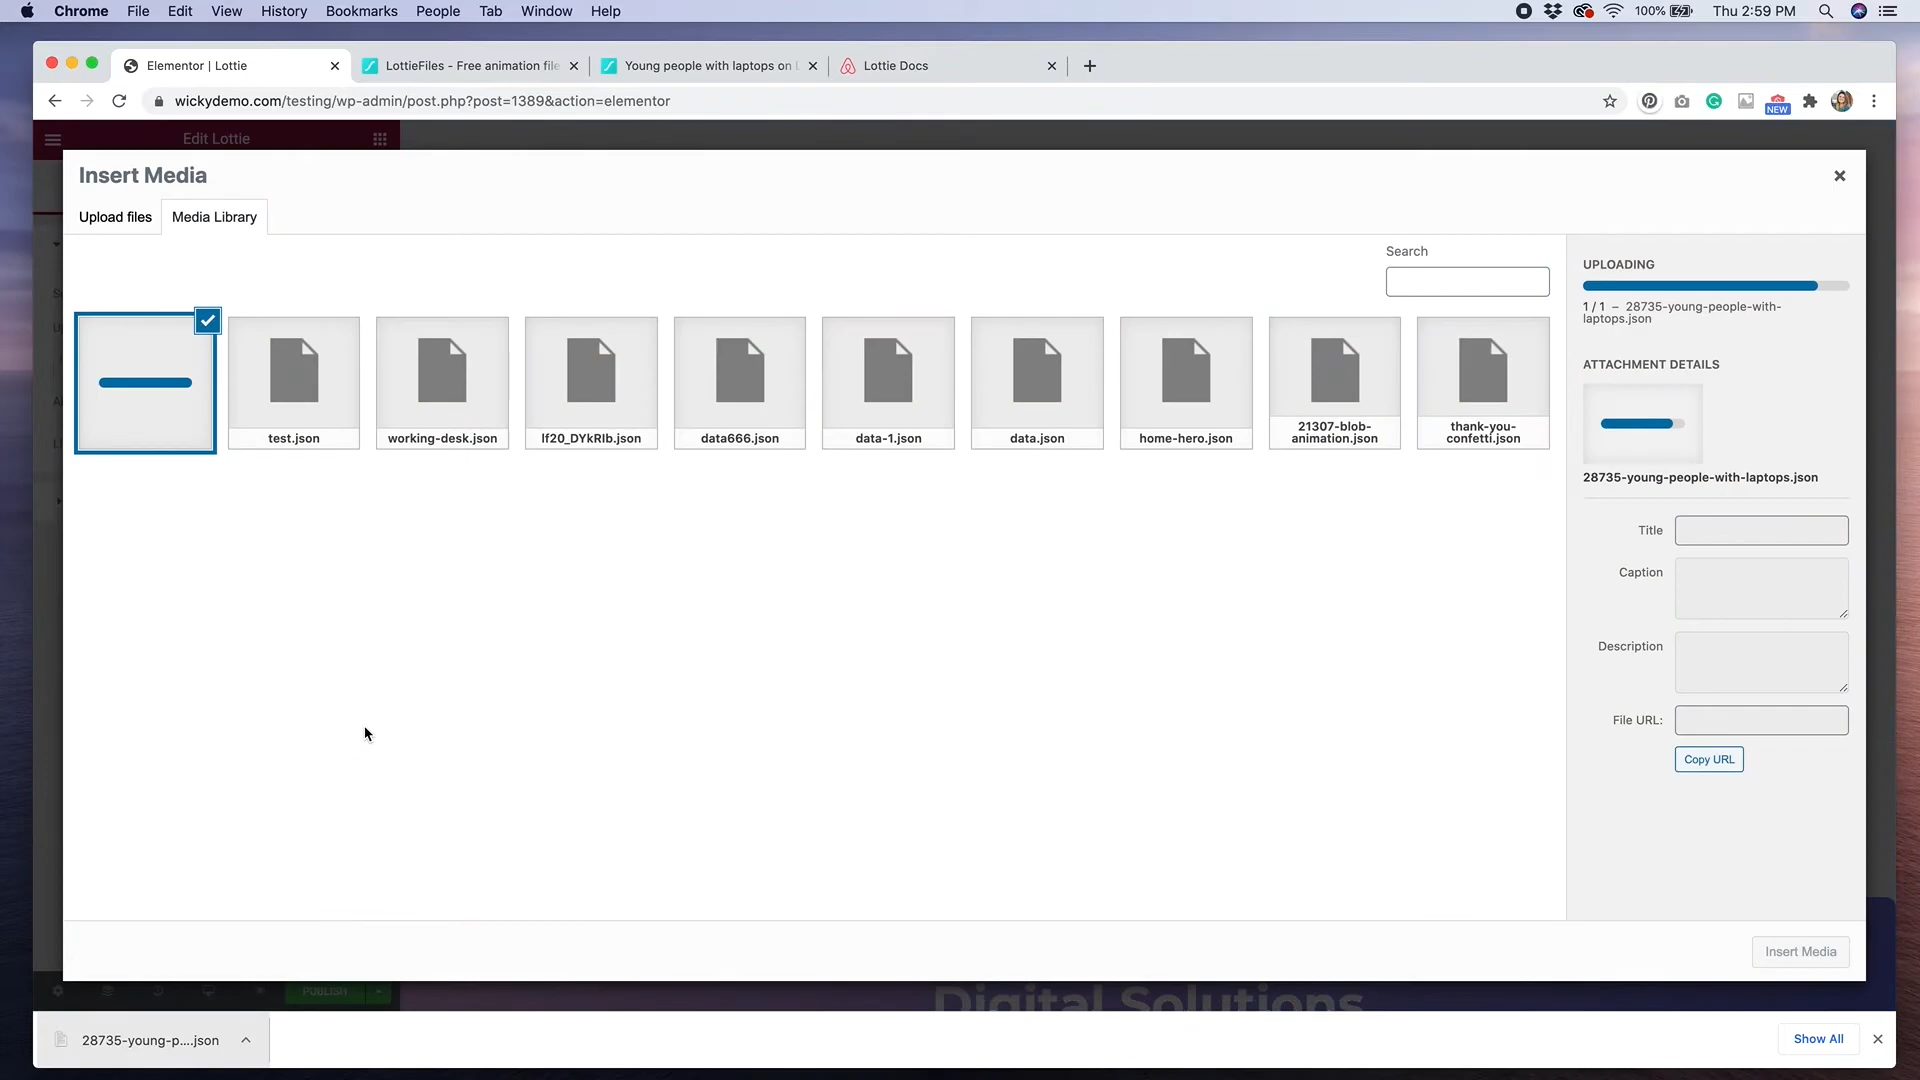 Chrome File Edit View History Bookmarks People Tab Window Help
100% Thu 2:59 PM
Elementor | Lottie
LottieFiles - Free animation file
Young people with laptops on
Lottie Docs
wickydemo.com/testing/wp-admin/post.php?post=1389&action=elementor
NEW
Edit Lottie
Insert Media
Upload files
Media Library
Search
UPLOADING
1 / 1 – 28735-young-people-with-
laptops.json
ATTACHMENT DETAILS
28735-young-people-with-laptops.json
Title
Caption
Description
File URL:
Copy URL
test.json
working-desk.json
lf20_DYkRIb.json
data666.json
data-1.json
data.json
home-hero.json
21307-blob-
animation.json
thank-you-
confetti.json
Insert Media
PUBLISH
Digital Solutions
28735-young-p....json
Show All